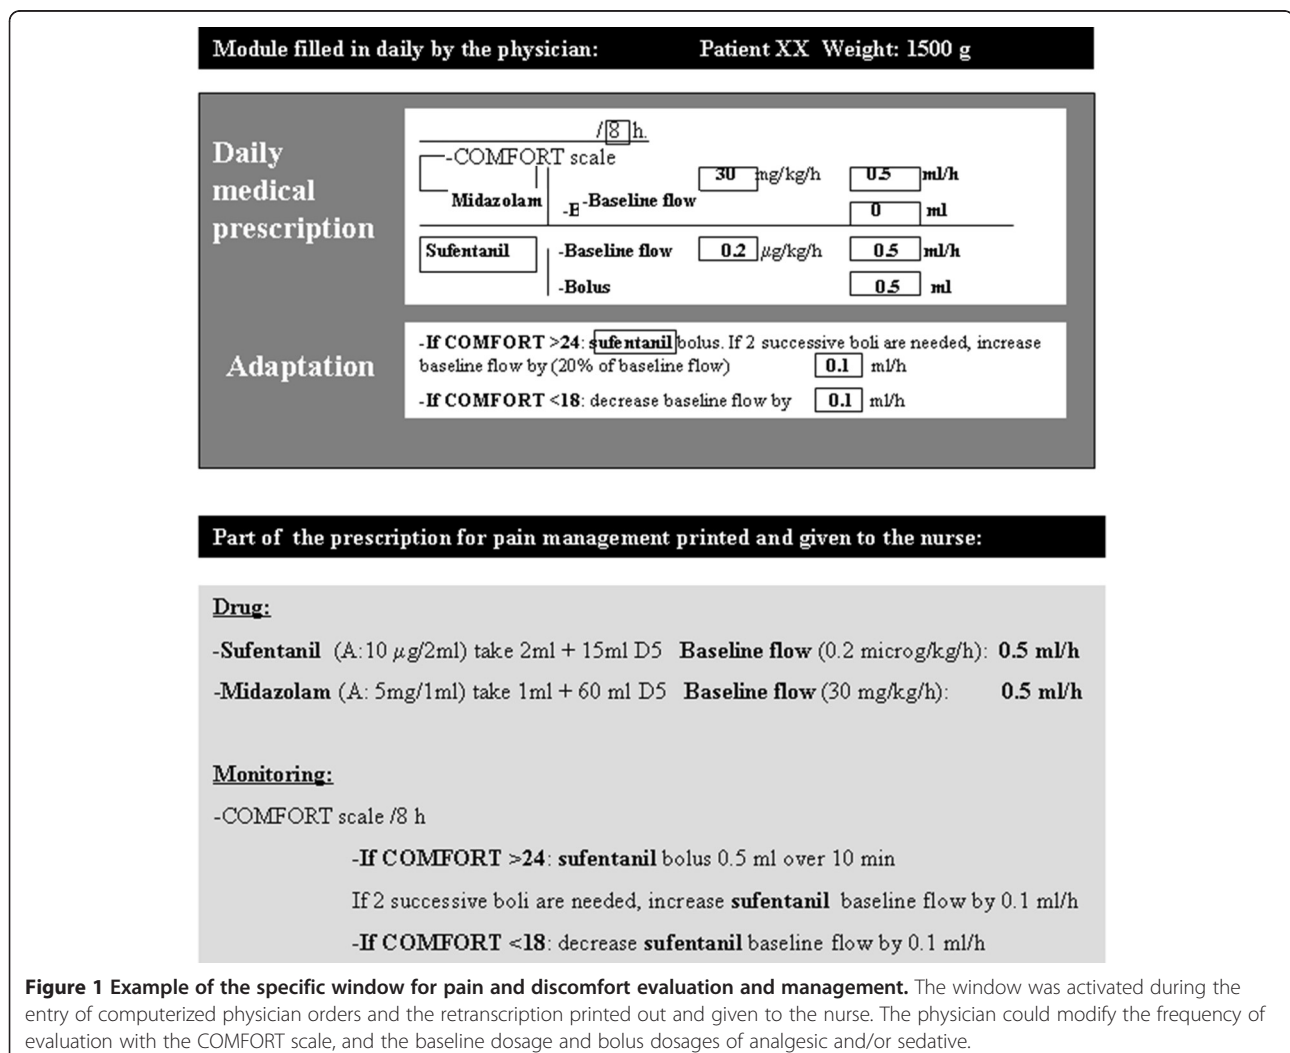 Module filled in daily by the physician: Patient XX Weight: 1500 g
Daily medical prescription
/ 8 h.
-COMFORT scale
30 mg/kg/h 0.5 ml/h
Midazolam -B -Baseline flow
0 ml
Sufentanil -Baseline flow 0.2 µg/kg/h 0.5 ml/h
-Bolus 0.5 ml
Adaptation
-If COMFORT >24: sufentanil bolus. If 2 successive boli are needed, increase
baseline flow by (20% of baseline flow) 0.1 ml/h
-If COMFORT <18: decrease baseline flow by 0.1 ml/h
Part of the prescription for pain management printed and given to the nurse:
Drug:
-Sufentanil (A:10 µg/2ml) take 2ml + 15ml D5 Baseline flow (0.2 microg/kg/h): 0.5 ml/h
-Midazolam (A: 5mg/1ml) take 1ml + 60 ml D5 Baseline flow (30 mg/kg/h): 0.5 ml/h
Monitoring:
-COMFORT scale /8 h
-If COMFORT >24: sufentanil bolus 0.5 ml over 10 min
If 2 successive boli are needed, increase sufentanil baseline flow by 0.1 ml/h
-If COMFORT <18: decrease sufentanil baseline flow by 0.1 ml/h
Figure 1 Example of the specific window for pain and discomfort evaluation and management. The window was activated during the
entry of computerized physician orders and the retranscription printed out and given to the nurse. The physician could modify the frequency of
evaluation with the COMFORT scale, and the baseline dosage and bolus dosages of analgesic and/or sedative.